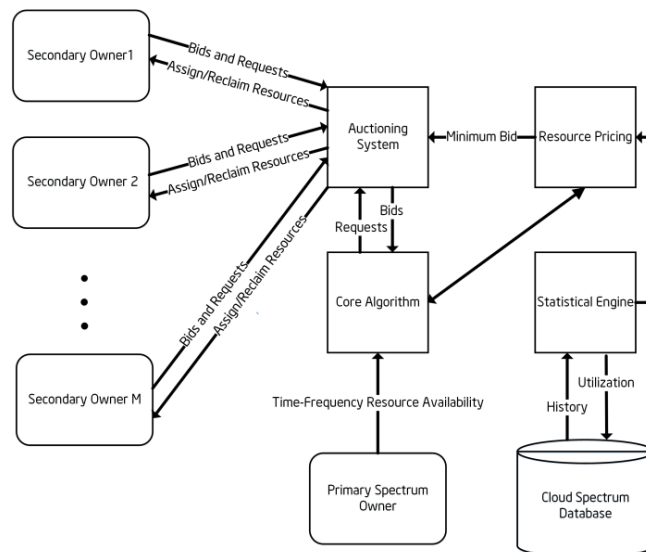 Secondary Owner1
Bids and Requests
Assign/Reclaim Resources
Auctioning
System
Minimum Bid
Resource Pricing
Secondary Owner 2
Bids and Requests
Assign/Reclaim Resources
Bids
Requests
Bids and Requests
Assign/Reclaim Resources
Core Algorithm
Statistical Engine
Secondary Owner M
Time-Frequency Resource Availability
Utilization
History
Primary Spectrum
Owner
Cloud Spectrum
Database